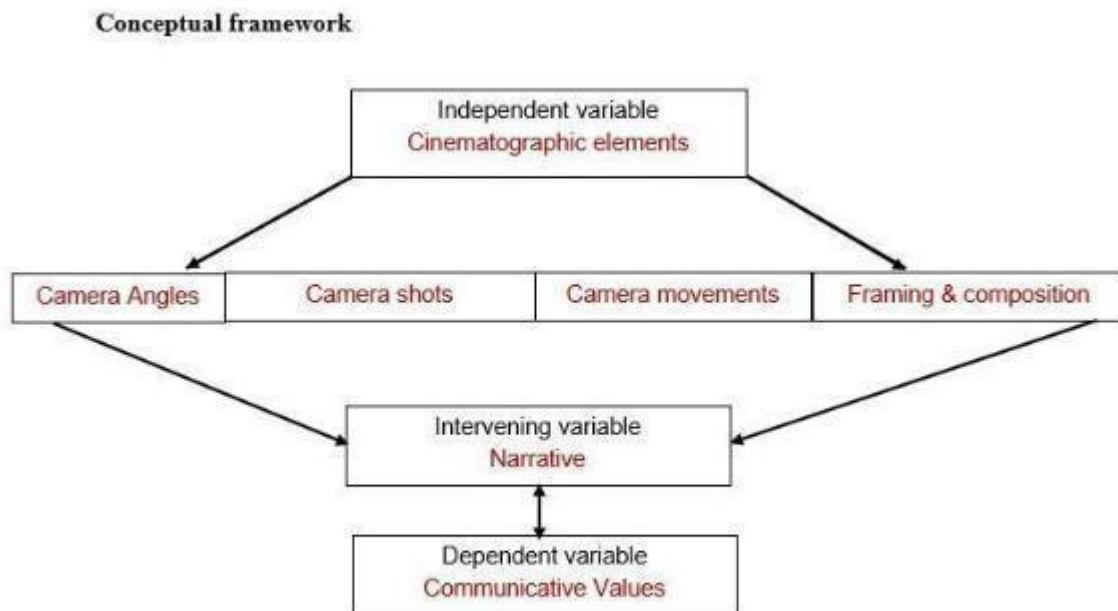 Conceptual framework
Independent variable
Cinematographic elements
Camera Angles
Camera shots
Camera movements
Framing & composition
Intervening variable
Narrative
Dependent variable
Communicative Values